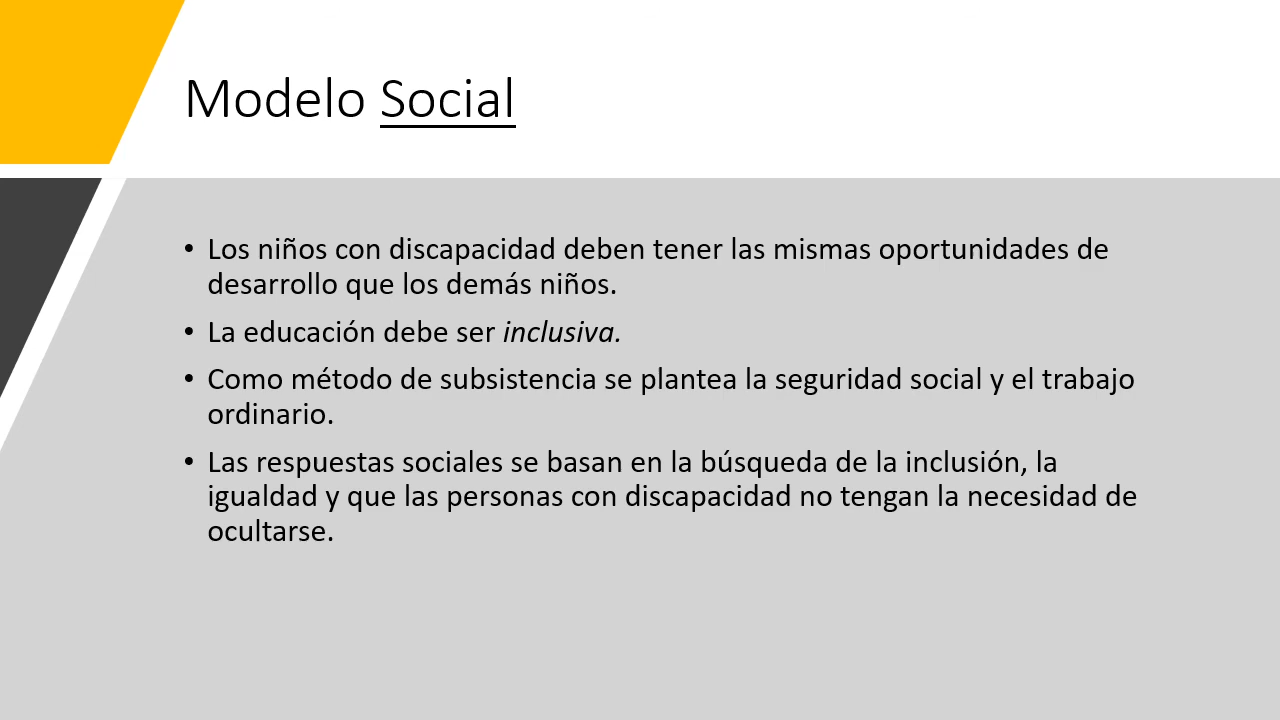 Modelo Social
• Los niños con discapacidad deben tener las mismas oportunidades de
desarrollo que los demás niños.
• La educación debe ser inclusiva.
• Como método de subsistencia se plantea la seguridad social y el trabajo
ordinario.
• Las respuestas sociales se basan en la búsqueda de la inclusión, la
igualdad y que las personas con discapacidad no tengan la necesidad de
ocultarse.